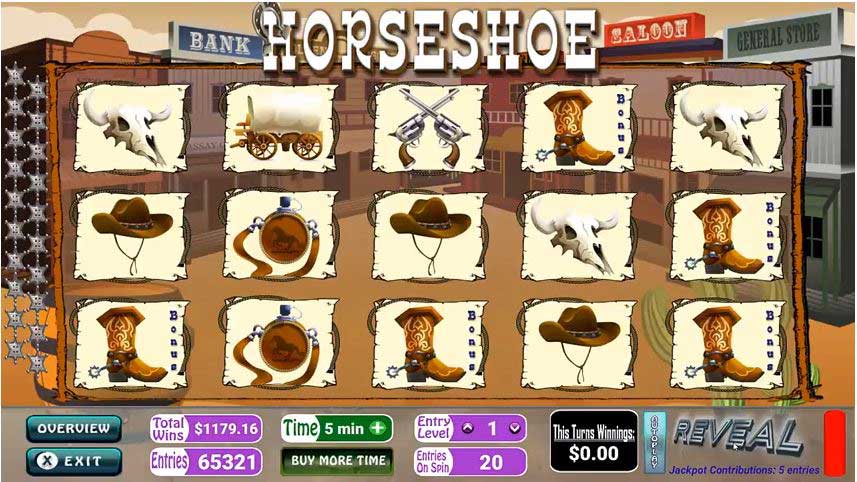 HORSESHOE
BANK
SALOON
GENERAL STORE
Bonus
Bonus
Bonus
Bonus
Bonus
OVERVIEW
Total Wins $1179.16
Time 5 min +
Entry Level 1
This Turns Winnings:
$0.00
AUTOPLAY
REVEAL
X EXIT
Entries 65321
BUY MORE TIME
Entries On Spin 20
Jackpot Contributions: 5 entries